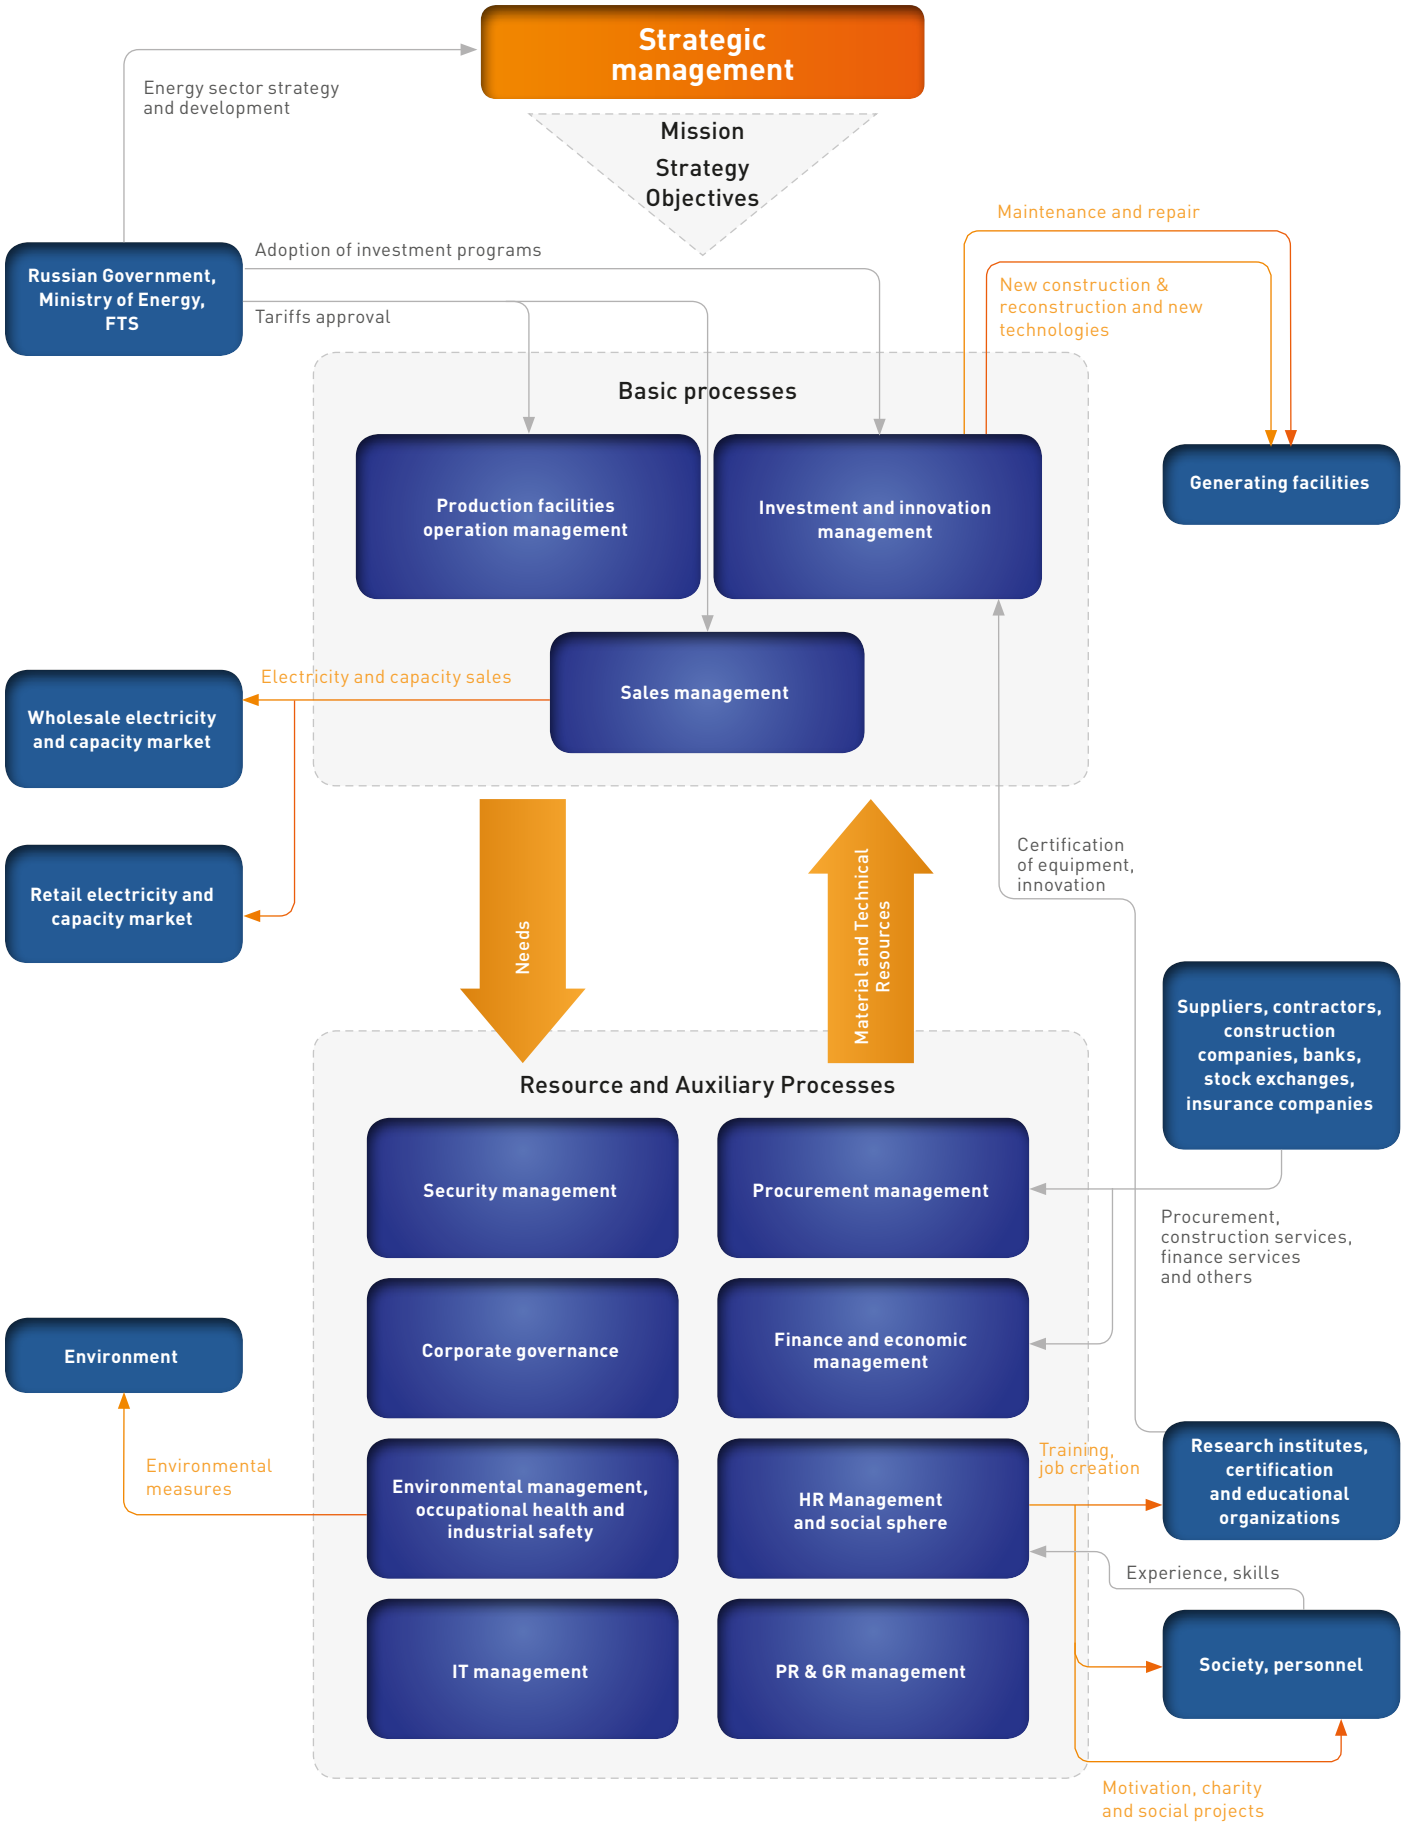 Strategic
management
Energy sector strategy
and development
Mission
Strategy
Objectives
Maintenance and repair
Adoption of investment programs
Russian Government,
Ministry of Energy,
FTS
New construction &
reconstruction and new
technologies
Tariffs approval
Basic processes
Generating facilities
Production facilities
operation management
Investment and innovation
management
Electricity and capacity sales
Sales management
Wholesale electricity
and capacity market
Certification
of equipment,
innovation
Retail electricity and
capacity market
Needs
Material and Technical
Resources
Suppliers, contractors,
construction
companies, banks,
stock exchanges,
insurance companies
Resource and Auxiliary Processes
Security management
Procurement management
Procurement,
construction services,
finance services
and others
Environment
Corporate governance
Finance and economic
management
Training,
job creation
Research institutes,
certification
and educational
organizations
Environmental
measures
Environmental management,
occupational health and
industrial safety
HR Management
and social sphere
Experience, skills
IT management
PR & GR management
Society, personnel
Motivation, charity
and social projects